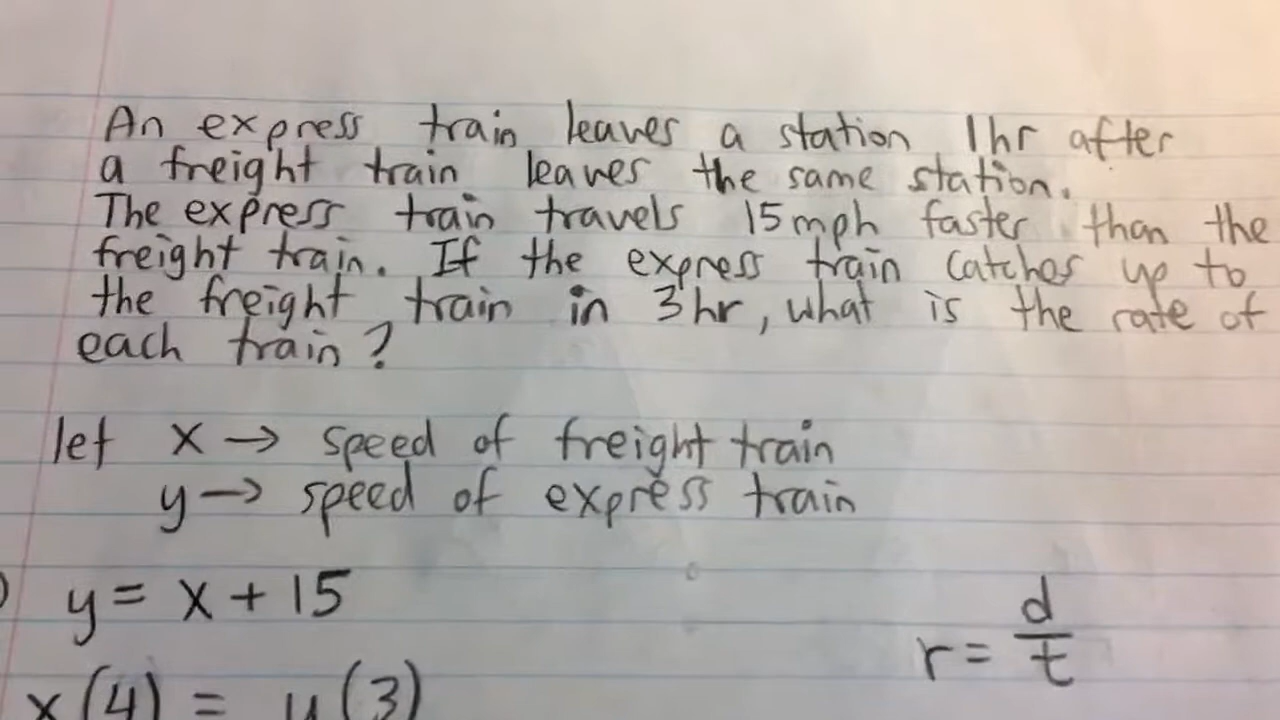 An express train leaves a station 1hr after
a freight train leaves the same station.
The express train travels 15mph faster than the
freight train. If the express train catches up to
the freight train in 3hr, what is the rate of
each train?
let x → speed of freight train
y → speed of express train
) y = x + 15
r = d/t
x(4) = y(3)